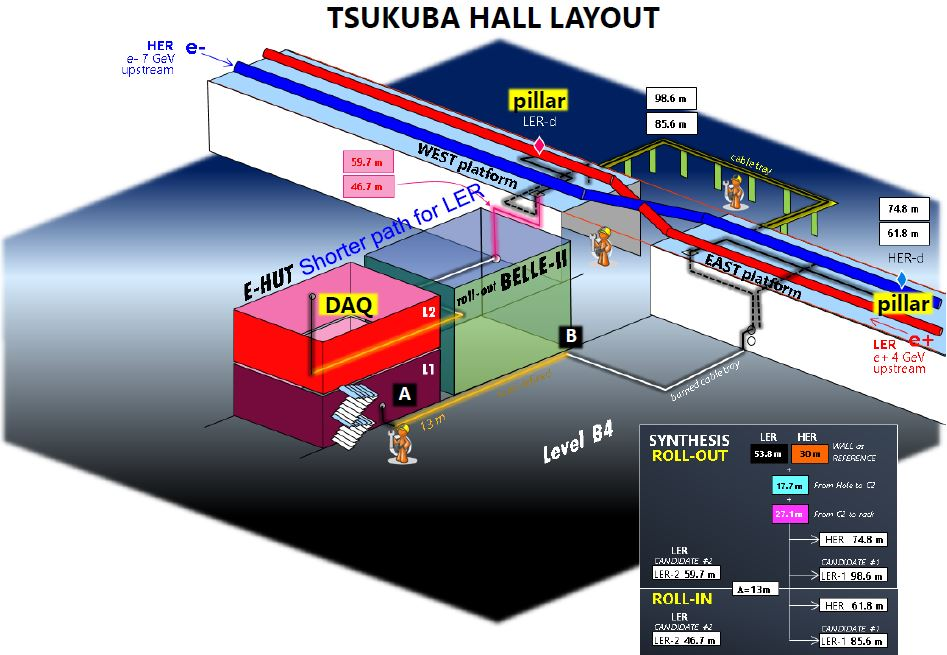 TSUKUBA HALL LAYOUT
HER
e- 7 GeV
upstream
e-
pillar
LER-d
98.6 m
85.6 m
cable tray
WEST platform
59.7 m
46.7 m
Shorter path for LER
74.8 m
61.8 m
HER-d
pillar
EAST platform
LER
e+ 4 GeV
upstream
e+
E-HUT
DAQ
L2
L1
roll-out BELLE-II
A
B
13 m
burried cable tray
Level B4
SYNTHESIS
ROLL-OUT
LER
HER
53.8 m
30 m
WALL as
REFERENCE
+
17.7 m
From Hole to C2
+
27.1 m
From C2 to rack
HER 74.8 m
LER
CANDIDATE #2
LER-2 59.7 m
CANDIDATE #1
LER-1 98.6 m
Δ=13m
ROLL-IN
HER 61.8 m
LER
CANDIDATE #2
LER-2 46.7 m
CANDIDATE #1
LER-1 85.6 m